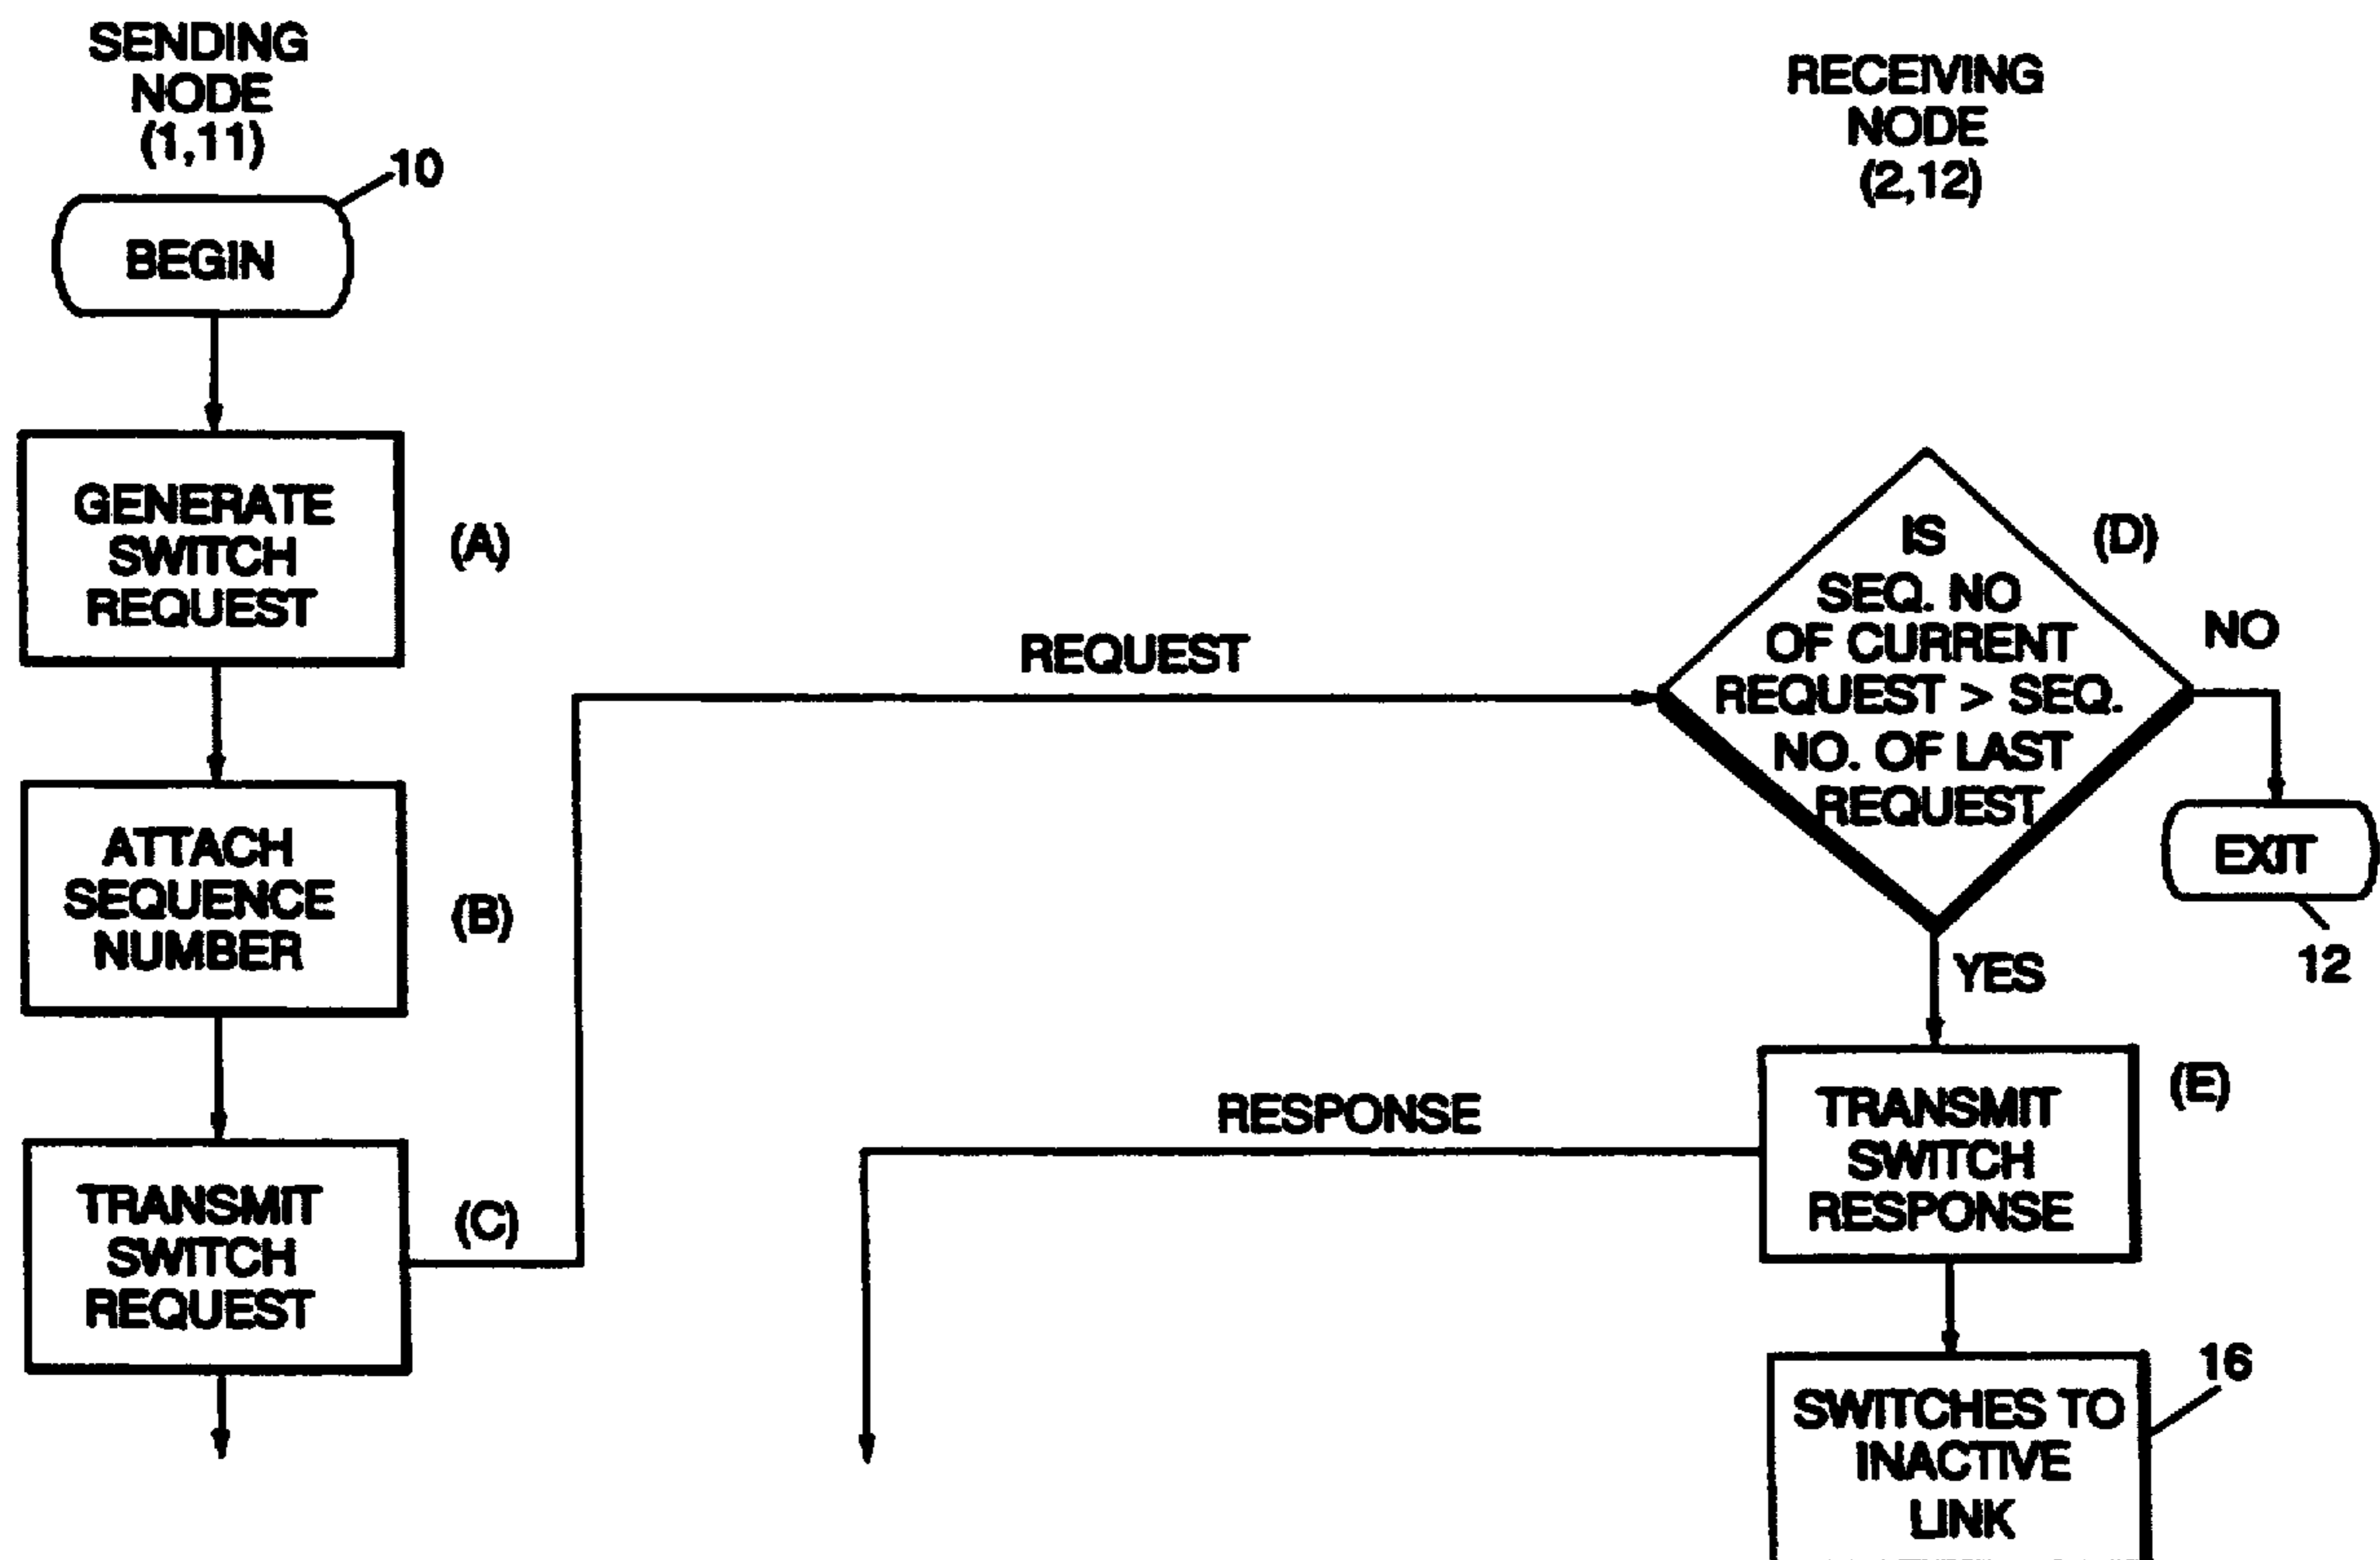 SENDING
NODE
(1,11)
10
BEGIN
GENERATE
SWITCH
REQUEST
(A)
ATTACH
SEQUENCE
NUMBER
(B)
TRANSMIT
SWITCH
REQUEST
(C)
REQUEST
RECEIVING
NODE
(2,12)
IS
SEQ. NO
OF CURRENT
REQUEST > SEQ.
NO. OF LAST
REQUEST
(D)
NO
EXIT
12
YES
TRANSMIT
SWITCH
RESPONSE
(E)
RESPONSE
SWITCHES TO
INACTIVE
LINK
16